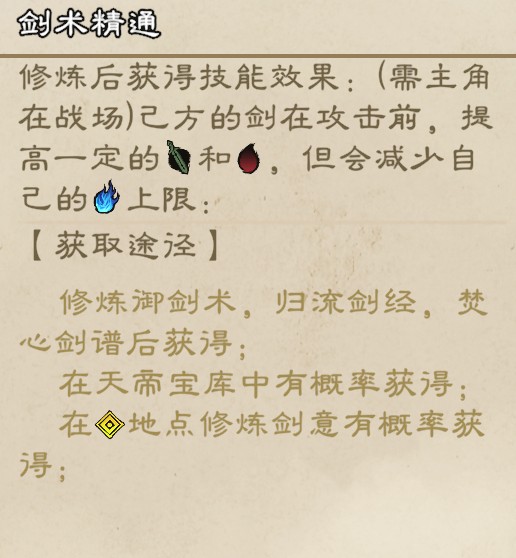 剑术精通
修炼后获得技能效果：(需主角
在战场)己方的剑在攻击前，提
高一定的和，但会减少自
己的上限：
【获取途径】
修炼御剑术，归流剑经，焚
心剑谱后获得；
在天帝宝库中有概率获得；
在地点修炼剑意有概率获
得；